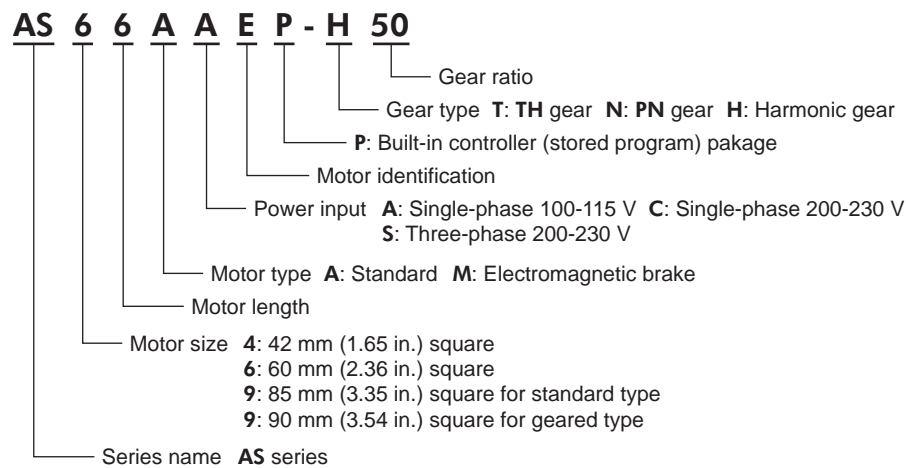 AS 6 6 A A E P - H 50
Gear ratio
Gear type T: TH gear N: PN gear H: Harmonic gear
P: Built-in controller (stored program) pakage
Motor identification
Power input A: Single-phase 100-115 V C: Single-phase 200-230 V
S: Three-phase 200-230 V
Motor type A: Standard M: Electromagnetic brake
Motor length
Motor size 4: 42 mm (1.65 in.) square
6: 60 mm (2.36 in.) square
9: 85 mm (3.35 in.) square for standard type
9: 90 mm (3.54 in.) square for geared type
Series name AS series